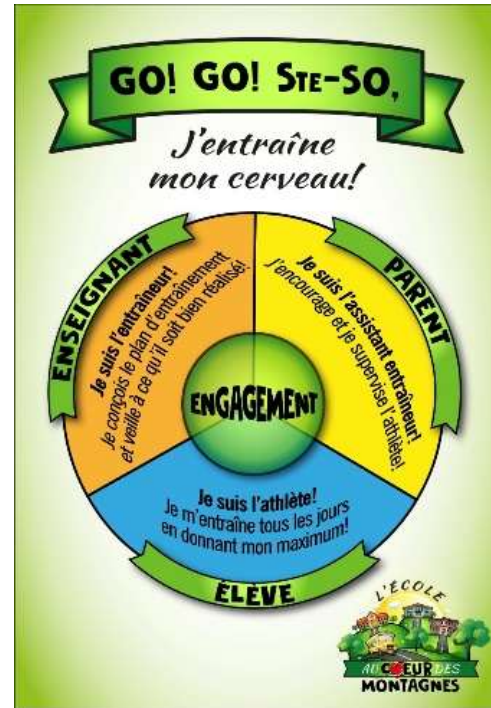 GO! GO! STE-SO,
J'entraîne
mon cerveau!
ENSEIGNANT
Je suis l'entraîneur!
Je conçois le plan d'entraînement
et veille à ce qu'il soit bien réalisé!
PARENT
Je suis l'assistant entraîneur!
J'encourage et je supervise l'athlète!
ENGAGEMENT
Je suis l'athlète!
Je m'entraîne tous les jours
en donnant mon maximum!
ÉLÈVE
L'ÉCOLE
AU CŒUR DES
MONTAGNES